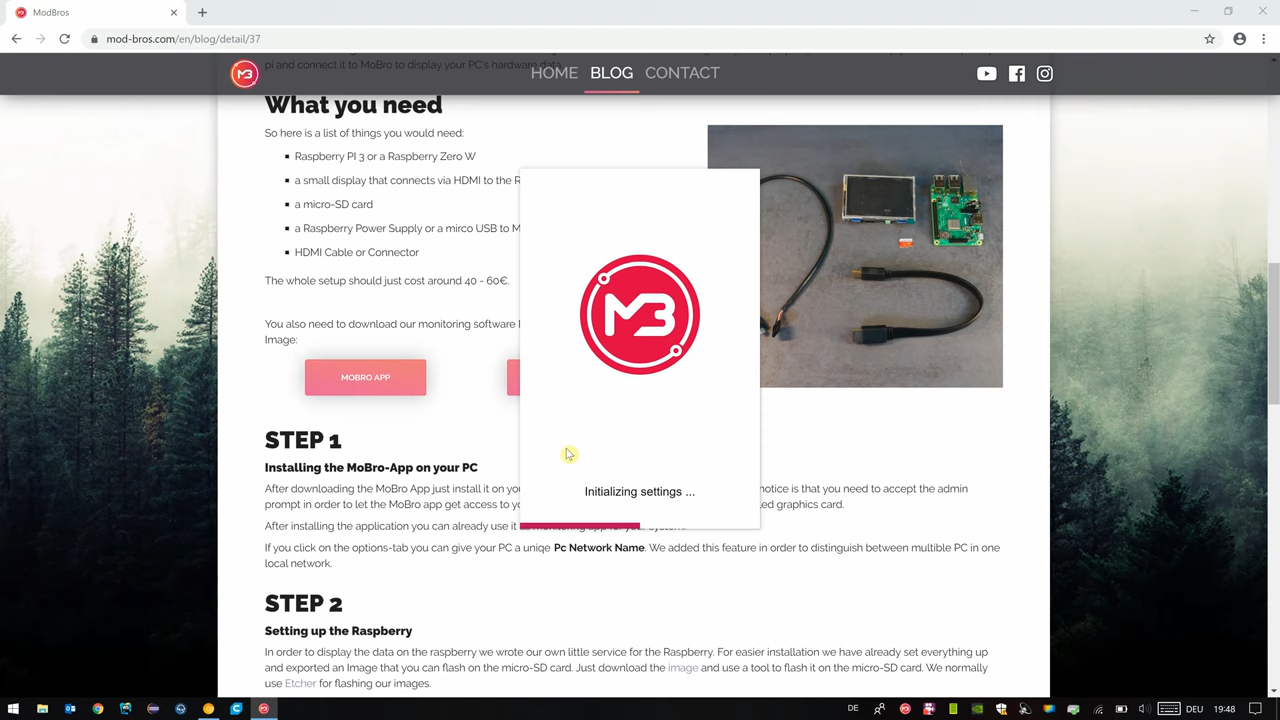 ModBros
mod-bros.com/en/blog/detail/37
pi and connect it to MoBro to display your PC's hardware data.
M3
HOME
BLOG
CONTACT
What you need
So here is a list of things you would need:
Raspberry PI 3 or a Raspberry Zero W
a small display that connects via HDMI to the R
a micro-SD card
a Raspberry Power Supply or a mirco USB to M
HDMI Cable or Connector
The whole setup should just cost around 40 - 60€.
You also need to download our monitoring software
Image:
MOBRO APP
M3
Initializing settings ...
STEP 1
Installing the MoBro-App on your PC
After downloading the MoBro App just install it on yo notice is that you need to accept the admin
prompt in order to let the MoBro app get access to yo ed graphics card.
After installing the application you can already use it
If you click on the options-tab you can give your PC a uniqe Pc Network Name. We added this feature in order to distinguish between multible PC in one
local network.
STEP 2
Setting up the Raspberry
In order to display the data on the raspberry we wrote our own little service for the Raspberry. For easier installation we have already set everything up
and exported an Image that you can flash on the micro-SD card. Just download the image and use a tool to flash it on the micro-SD card. We normally
use Etcher for flashing our images.
DE
DEU
19:48